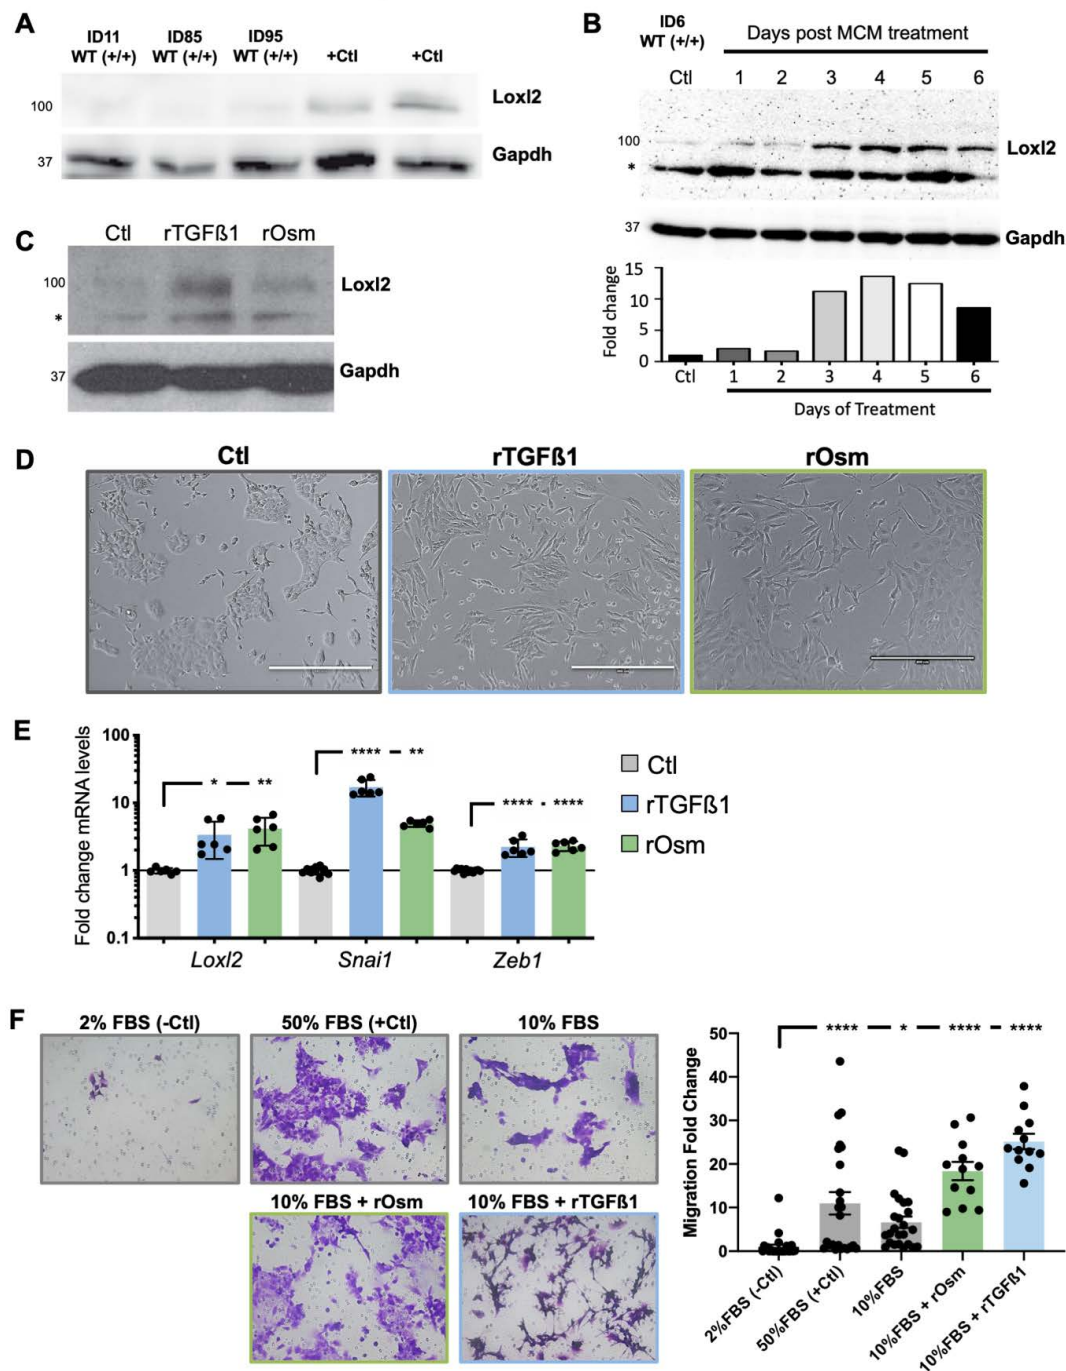 A
ID11 ID85 ID95
WT (+/+) WT (+/+) WT (+/+) +Ctl +Ctl
100 Loxl2
37 Gapdh
B
ID6
WT (+/+) Days post MCM treatment
Ctl 1 2 3 4 5 6
100 Loxl2
*
37 Gapdh
Fold change
15
10
5
0
Ctl 1 2 3 4 5 6
Days of Treatment
C
Ctl rTGFß1 rOsm
100 Loxl2
*
37 Gapdh
D
Ctl rTGFß1 rOsm
E
Fold change mRNA levels
100
10
1
0.1
* ** **** ** **** ****
Loxl2 Snai1 Zeb1
Ctl
rTGFß1
rOsm
F
2% FBS (-Ctl) 50% FBS (+Ctl) 10% FBS
10% FBS + rOsm 10% FBS + rTGFß1
Migration Fold Change
50
40
30
20
10
0
**** * **** ****
2%FBS (-Ctl)
50%FBS (+Ctl)
10%FBS
10%FBS + rOsm
10%FBS + rTGFß1